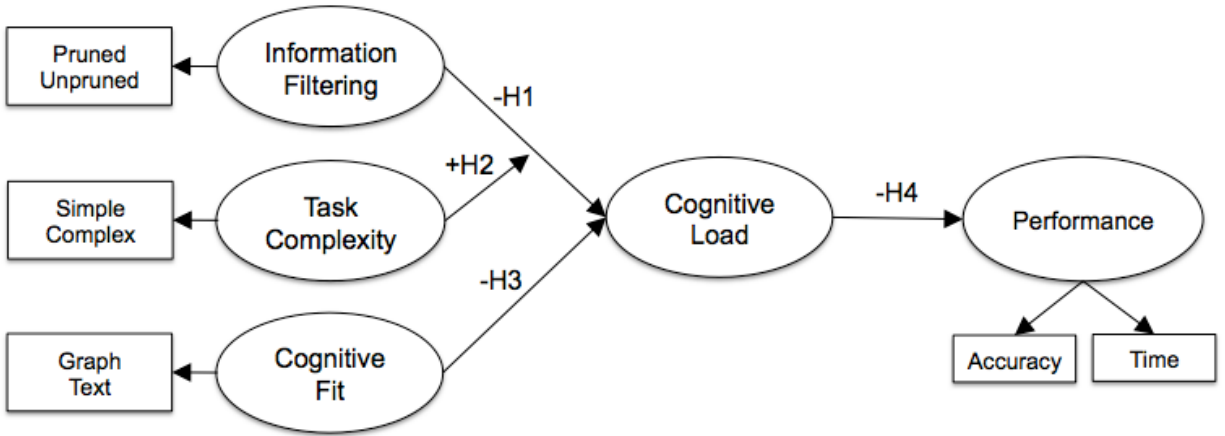 Pruned
Unpruned
Information
Filtering
-H1
Simple
Complex
Task
Complexity
+H2
Cognitive
Load
-H4
Performance
-H3
Graph
Text
Cognitive
Fit
Accuracy
Time